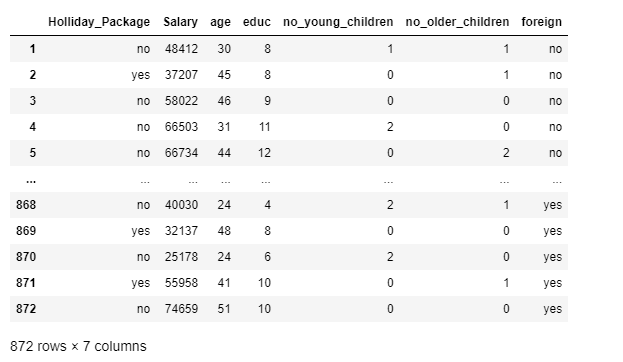 Holliday_Package Salary age educ no_young_children no_older_children foreign
1 no 48412 30 8 1 1 no
2 yes 37207 45 8 0 1 no
3 no 58022 46 9 0 0 no
4 no 66503 31 11 2 0 no
5 no 66734 44 12 0 2 no
... ... ... ... ... ... ... ...
868 no 40030 24 4 2 1 yes
869 yes 32137 48 8 0 0 yes
870 no 25178 24 6 2 0 yes
871 yes 55958 41 10 0 1 yes
872 no 74659 51 10 0 0 yes
872 rows × 7 columns